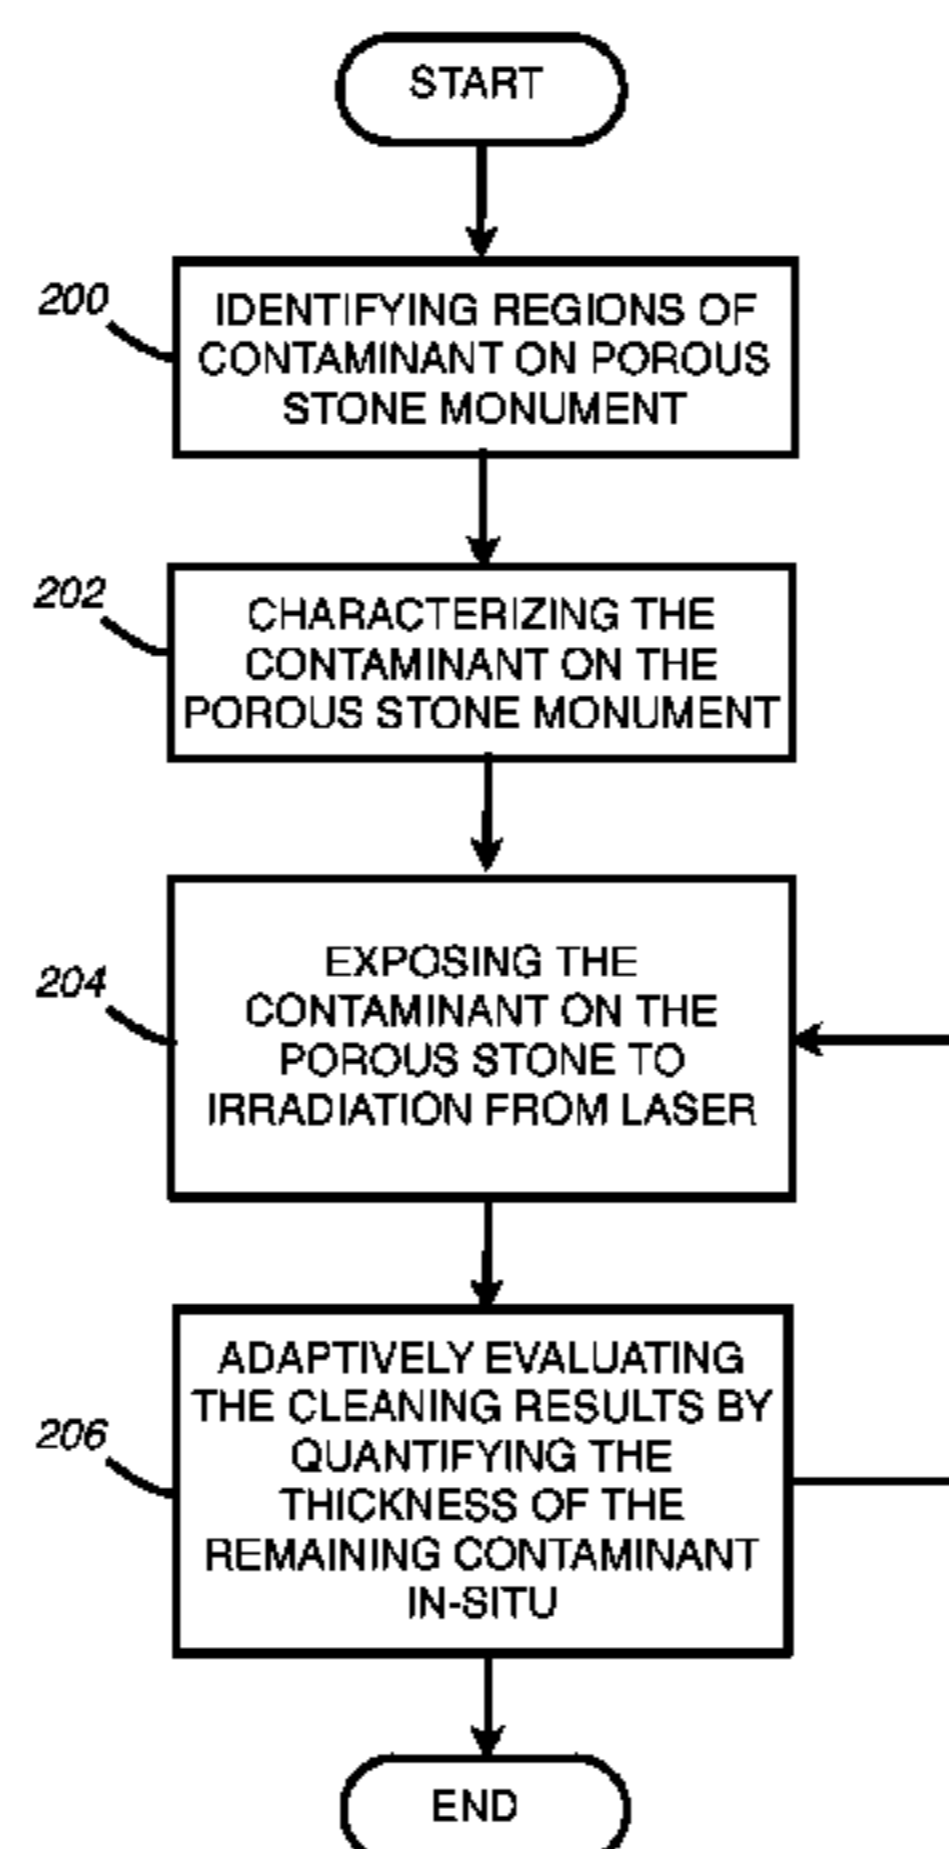 START
200
IDENTIFYING REGIONS OF
CONTAMINANT ON POROUS
STONE MONUMENT
202
CHARACTERIZING THE
CONTAMINANT ON THE
POROUS STONE MONUMENT
204
EXPOSING THE
CONTAMINANT ON THE
POROUS STONE TO
IRRADIATION FROM LASER
206
ADAPTIVELY EVALUATING
THE CLEANING RESULTS BY
QUANTIFYING THE
THICKNESS OF THE
REMAINING CONTAMINANT
IN-SITU
END